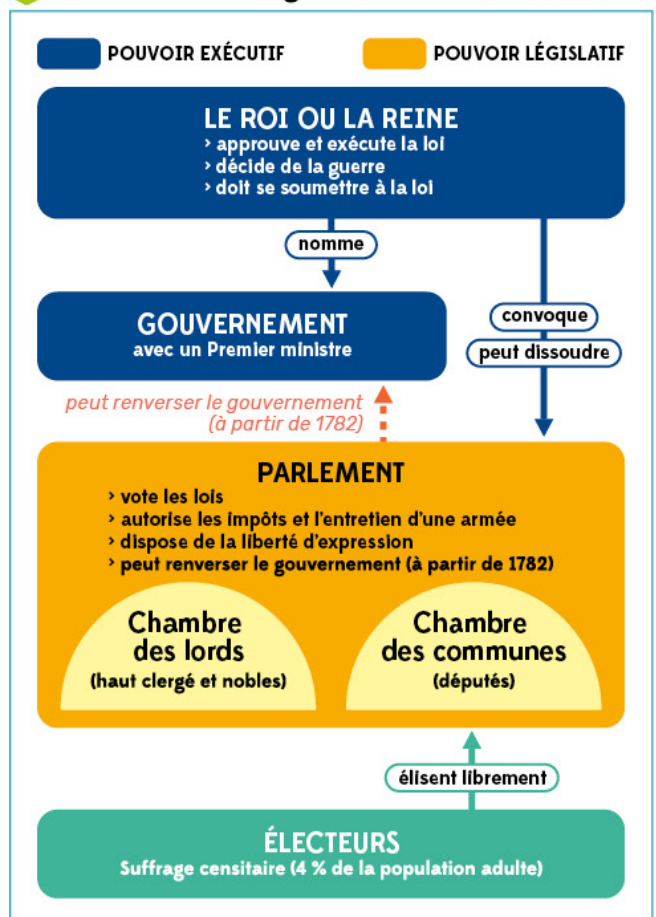 POUVOIR EXÉCUTIF
POUVOIR LÉGISLATIF
LE ROI OU LA REINE
> approuve et exécute la loi
> décide de la guerre
> doit se soumettre à la loi
nomme
convoque
peut dissoudre
GOUVERNEMENT
avec un Premier ministre
peut renverser le gouvernement
(à partir de 1782)
PARLEMENT
> vote les lois
> autorise les impôts et l'entretien d'une armée
> dispose de la liberté d'expression
> peut renverser le gouvernement (à partir de 1782)
Chambre
des lords
(haut clergé et nobles)
Chambre
des communes
(députés)
élisent librement
ÉLECTEURS
Suffrage censitaire (4 % de la population adulte)